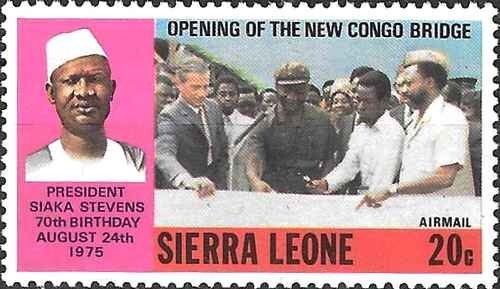 OPENING OF THE NEW CONGO BRIDGE
PRESIDENT
SIAKA STEVENS
70th BIRTHDAY
AUGUST 24th
1975
AIRMAIL
SIERRA LEONE 20c